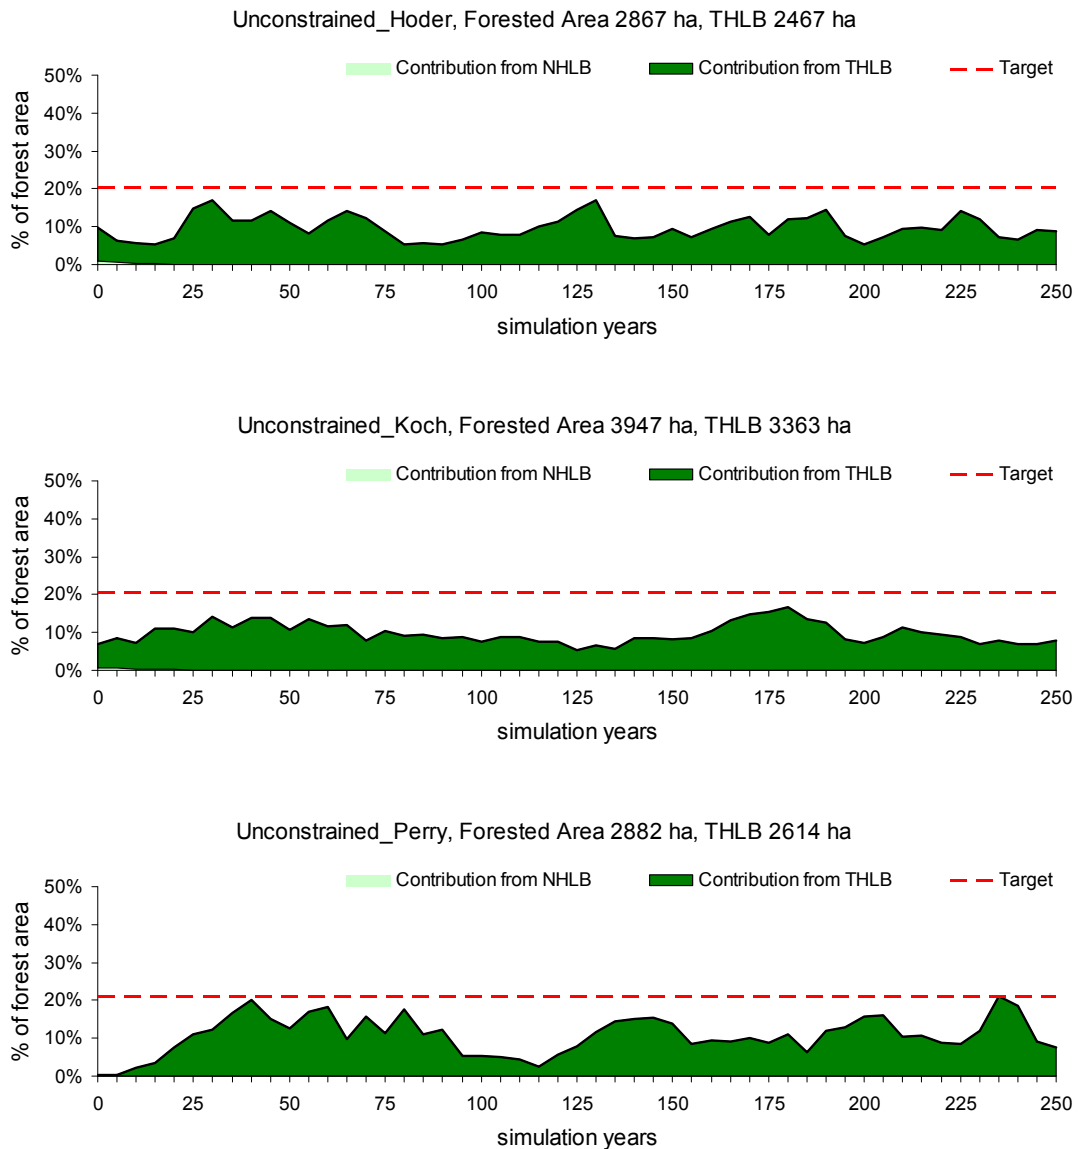 Unconstrained_Hoder, Forested Area 2867 ha, THLB 2467 ha
Contribution from NHLB Contribution from THLB Target
50%
40%
30%
20%
10%
0%
% of forest area
0 25 50 75 100 125 150 175 200 225 250
simulation years
Unconstrained_Koch, Forested Area 3947 ha, THLB 3363 ha
Contribution from NHLB Contribution from THLB Target
50%
40%
30%
20%
10%
0%
% of forest area
0 25 50 75 100 125 150 175 200 225 250
simulation years
Unconstrained_Perry, Forested Area 2882 ha, THLB 2614 ha
Contribution from NHLB Contribution from THLB Target
50%
40%
30%
20%
10%
0%
% of forest area
0 25 50 75 100 125 150 175 200 225 250
simulation years